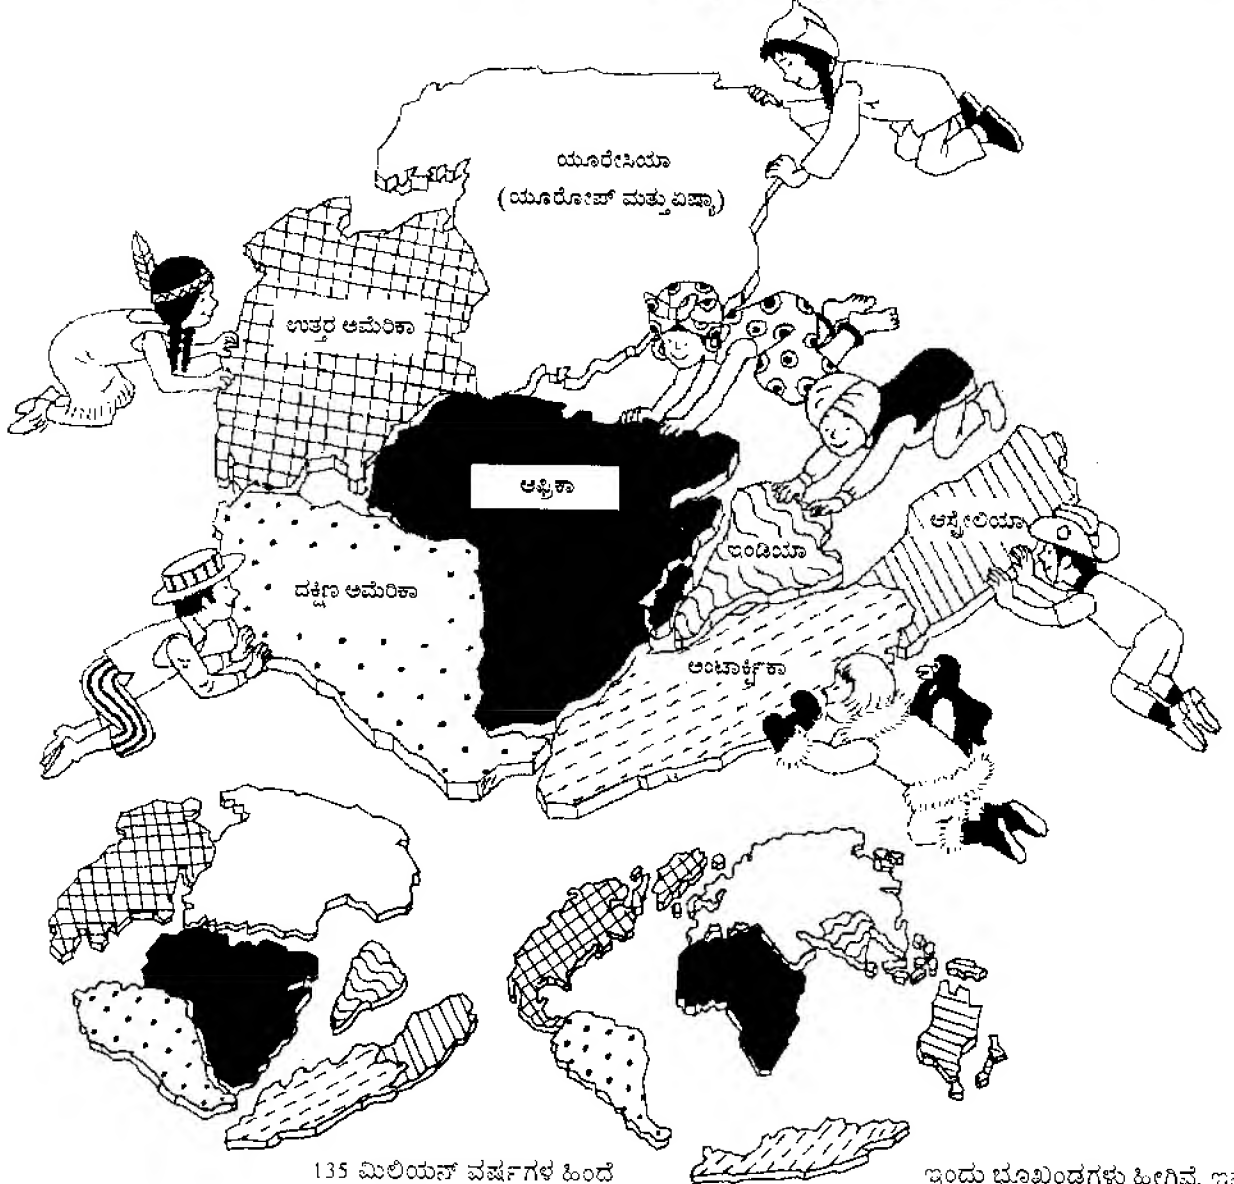 ಯೂರೇಸಿಯಾ
(ಯೂರೋಪ್ ಮತ್ತು ಏಷ್ಯಾ)
ಉತ್ತರ ಅಮೆರಿಕಾ
ಆಫ್ರಿಕಾ
ಆಸ್ಟ್ರೇಲಿಯಾ
ಇಂಡಿಯಾ
ದಕ್ಷಿಣ ಅಮೆರಿಕಾ
ಅಂಟಾರ್ಕ್ಟಿಕಾ
135 ಮಿಲಿಯನ್ ವರ್ಷಗಳ ಹಿಂದೆ
ಇಂದು ಭೂಖಂಡಗಳು ಹೀಗಿವೆ.